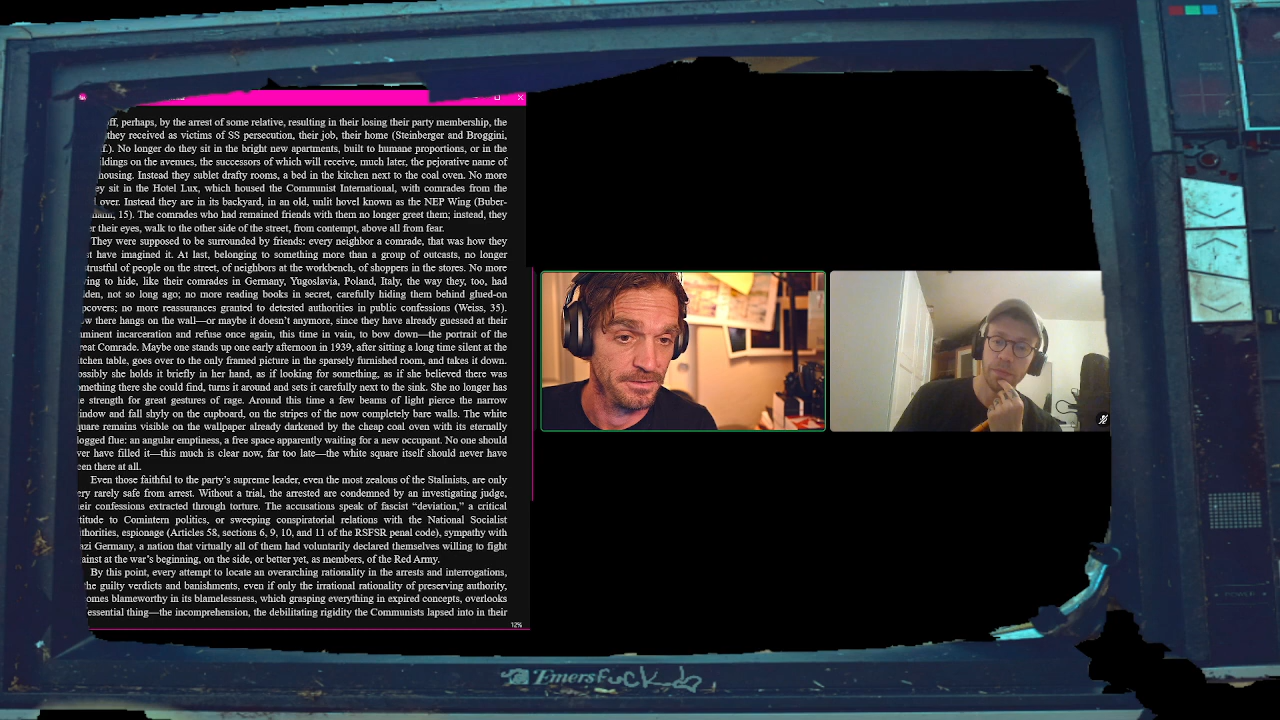 perhaps, by the arrest of some relative, resulting in their losing their party membership, the
they received as victims of SS persecution, their job, their home (Steinberger and Broggini,
No longer do they sit in the bright new apartments, built to humane proportions, or in the
on the avenues, the successors of which will receive, much later, the pejorative name of
housing. Instead they sublet drafty rooms, a bed in the kitchen next to the coal oven. No more
sit in the Hotel Lux, which housed the Communist International, with comrades from the
over. Instead they are in its backyard, in an old, unlit hovel known as the NEP Wing (Buber-
15). The comrades who had remained friends with them no longer greet them; instead, they
their eyes, walk to the other side of the street, from contempt, above all from fear.
They were supposed to be surrounded by friends: every neighbor a comrade, that was how they
have imagined it. At last, belonging to something more than a group of outcasts, no longer
of people on the street, of neighbors at the workbench, of shoppers in the stores. No more
to hide, like their comrades in Germany, Yugoslavia, Poland, Italy, the way they, too, had
not so long ago; no more reading books in secret, carefully hiding them behind glued-on
no more reassurances granted to detested authorities in public confessions (Weiss, 35).
there hangs on the wall—or maybe it doesn’t anymore, since they have already guessed at their
incarceration and refuse once again, this time in vain, to bow down—the portrait of the
Comrade. Maybe one stands up one early afternoon in 1939, after sitting a long time silent at the
table, goes over to the only framed picture in the sparsely furnished room, and takes it down.
she holds it briefly in her hand, as if looking for something, as if she believed there was
there she could find, turns it around and sets it carefully next to the sink. She no longer has
strength for great gestures of rage. Around this time a few beams of light pierce the narrow
and fall shyly on the cupboard, on the stripes of the now completely bare walls. The white
remains visible on the wallpaper already darkened by the cheap coal oven with its eternally
flue: an angular emptiness, a free space apparently waiting for a new occupant. No one should
have filled it—this much is clear now, far too late—the white square itself should never have
there at all.
Even those faithful to the party’s supreme leader, even the most zealous of the Stalinists, are only
rarely safe from arrest. Without a trial, the arrested are condemned by an investigating judge,
confessions extracted through torture. The accusations speak of fascist “deviation,” a critical
to Comintern politics, or sweeping conspiratorial relations with the National Socialist
espionage (Articles 58, sections 6, 9, 10, and 11 of the RSFSR penal code), sympathy with
Germany, a nation that virtually all of them had voluntarily declared themselves willing to fight
at the war’s beginning, on the side, or better yet, as members, of the Red Army.
By this point, every attempt to locate an overarching rationality in the arrests and interrogations,
guilty verdicts and banishments, even if only the irrational rationality of preserving authority,
blameworthy in its blamelessness, which grasping everything in expired concepts, overlooks
essential thing—the incomprehension, the debilitating rigidity the Communists lapsed into in their
12%
POWER